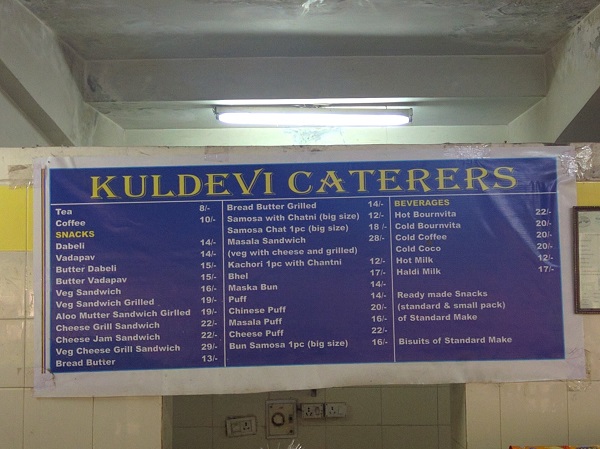 KULDEVI CATERERS
Tea 8/-
Coffee 10/-
SNACKS
Dabeli 14/-
Vadapav 14/-
Butter Dabeli 15/-
Butter Vadapav 15/-
Veg Sandwich 16/-
Veg Sandwich Grilled 19/-
Aloo Mutter Sandwich Girlled 19/-
Cheese Grill Sandwich 22/-
Cheese Jam Sandwich 22/-
Veg Cheese Grill Sandwich 29/-
Bread Butter 13/-
Bread Butter Grilled 14/-
Samosa with Chatni (big size) 12/-
Samosa Chat 1pc (big size) 18 /-
Masala Sandwich 28/-
(veg with cheese and grilled)
Kachori 1pc with Chantni 12/-
Bhel 17/-
Maska Bun 14/-
Puff 14/-
Chinese Puff 20/-
Masala Puff 16/-
Cheese Puff 22/-
Bun Samosa 1pc (big size) 16/-
BEVERAGES
Hot Bournvita 22/-
Cold Bournvita 20/-
Cold Coffee 20/-
Cold Coco 20/-
Hot Milk 12/-
Haldi Milk 17/-
Ready made Snacks
(standard & small pack)
of Standard Make
Bisuits of Standard Make